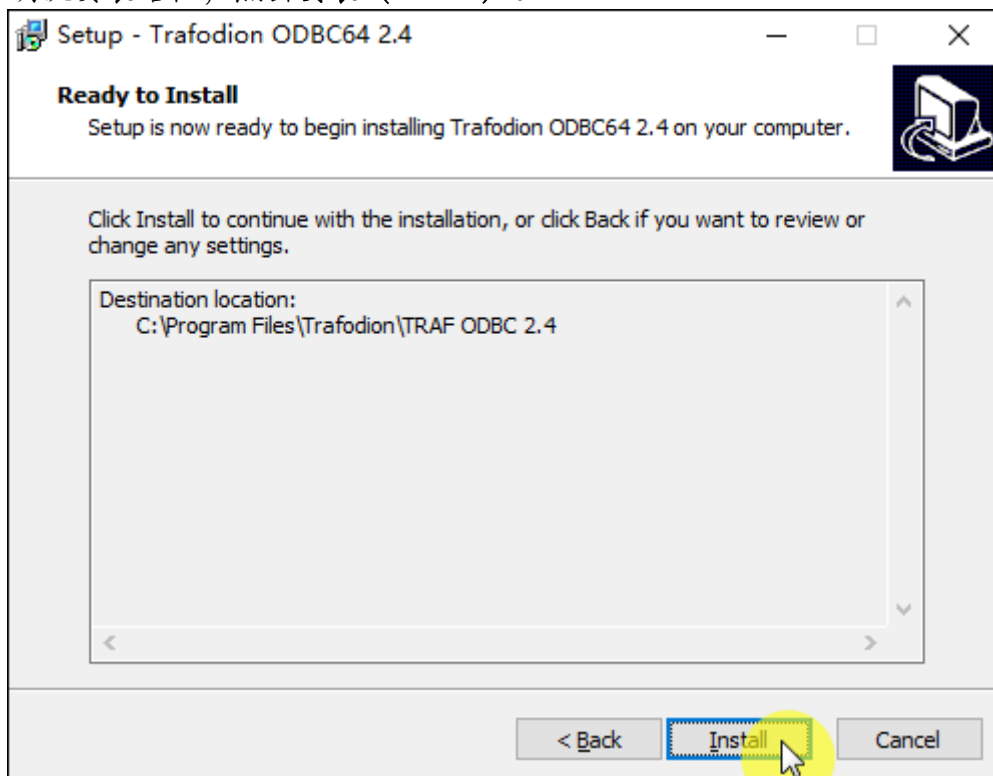 Setup - Trafodion ODBC64 2.4
Ready to Install
Setup is now ready to begin installing Trafodion ODBC64 2.4 on your computer.
Click Install to continue with the installation, or click Back if you want to review or
change any settings.
Destination location:
C:\Program Files\Trafodion\TRAF ODBC 2.4
< Back
Install
Cancel